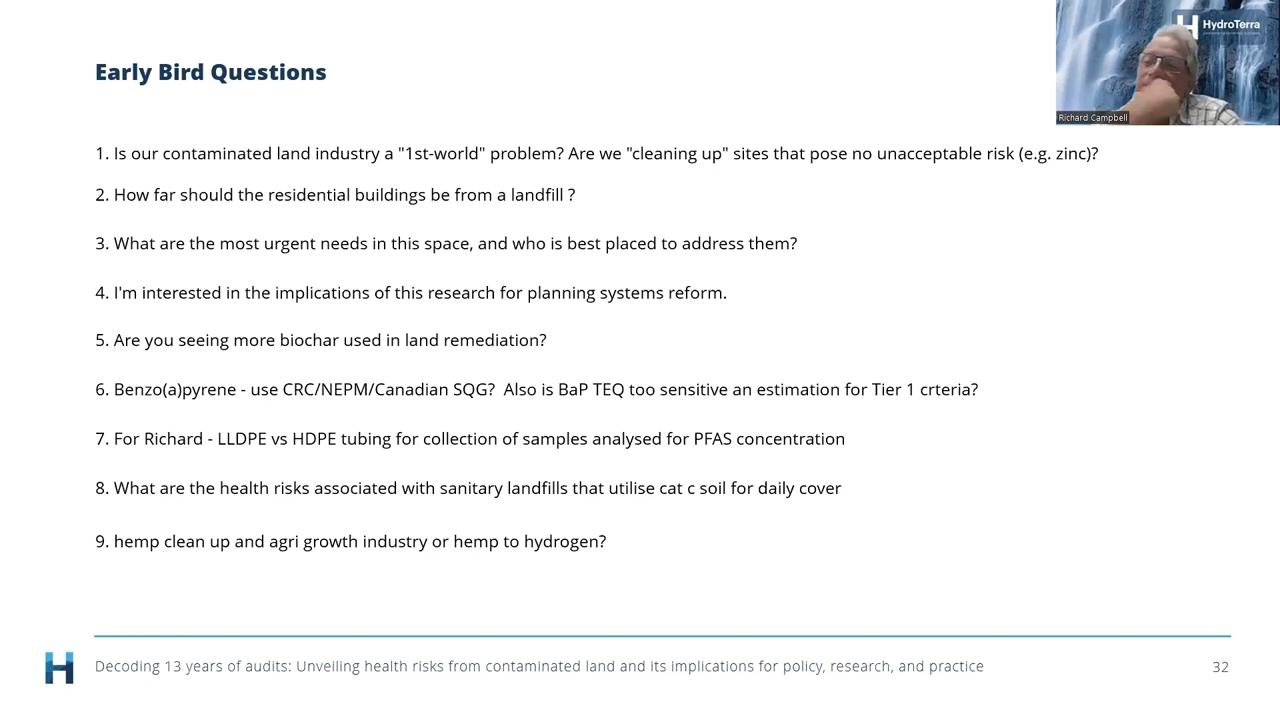 HydroTerra
Richard Campbell
Early Bird Questions
1. Is our contaminated land industry a "1st-world" problem? Are we "cleaning up" sites that pose no unacceptable risk (e.g. zinc)?
2. How far should the residential buildings be from a landfill ?
3. What are the most urgent needs in this space, and who is best placed to address them?
4. I'm interested in the implications of this research for planning systems reform.
5. Are you seeing more biochar used in land remediation?
6. Benzo(a)pyrene - use CRC/NEPM/Canadian SQG?  Also is BaP TEQ too sensitive an estimation for Tier 1 crteria?
7. For Richard - LLDPE vs HDPE tubing for collection of samples analysed for PFAS concentration
8. What are the health risks associated with sanitary landfills that utilise cat c soil for daily cover
9. hemp clean up and agri growth industry or hemp to hydrogen?
Decoding 13 years of audits: Unveiling health risks from contaminated land and its implications for policy, research, and practice
32